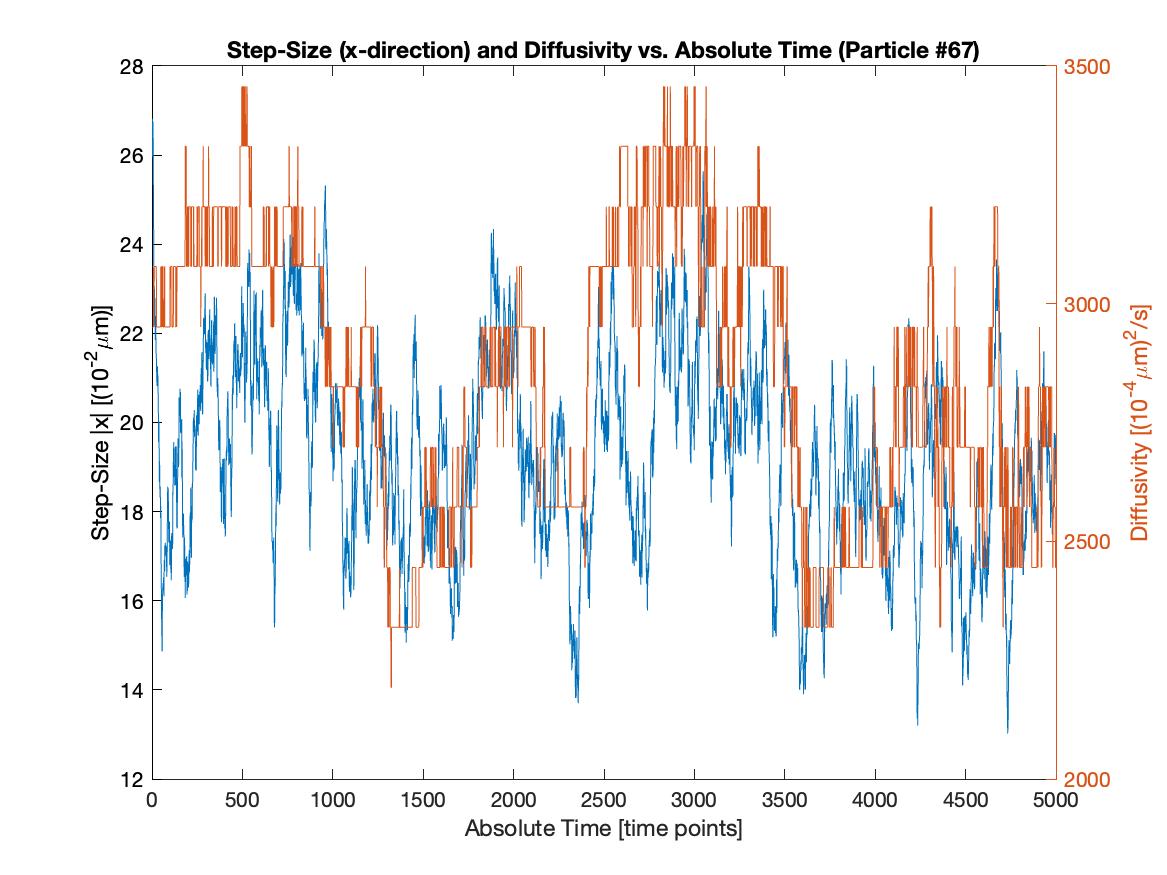 Step-Size (x-direction) and Diffusivity vs. Absolute Time (Particle #67)
28
26
24
22
20
18
16
14
12
Step-Size |x| [(10⁻² μm)]
3500
3000
2500
2000
Diffusivity [(10⁻⁴ μm)²/s]
0 500 1000 1500 2000 2500 3000 3500 4000 4500 5000
Absolute Time [time points]